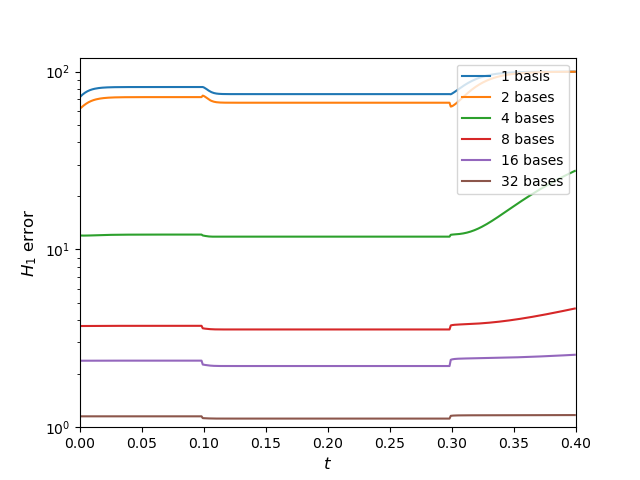 10²
1 basis
2 bases
4 bases
8 bases
16 bases
32 bases
H₁ error
10¹
10⁰
0.00 0.05 0.10 0.15 0.20 0.25 0.30 0.35 0.40
t